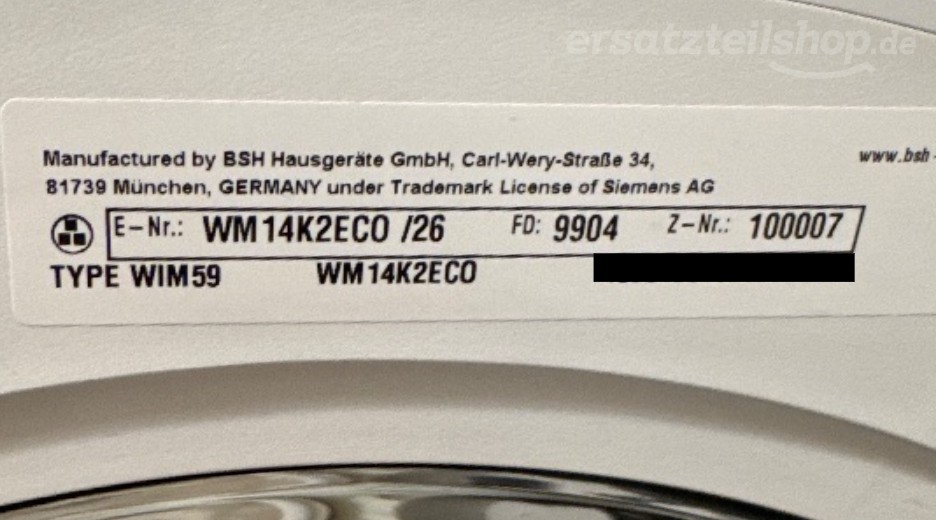 ersatzteilshop.de
Manufactured by BSH Hausgeräte GmbH, Carl-Wery-Straße 34,
www.bsh
81739 München, GERMANY under Trademark License of Siemens AG
E-Nr.: WM14K2ECO /26 FD: 9904 Z-Nr.: 100007
TYPE WIM59 WM14K2ECO